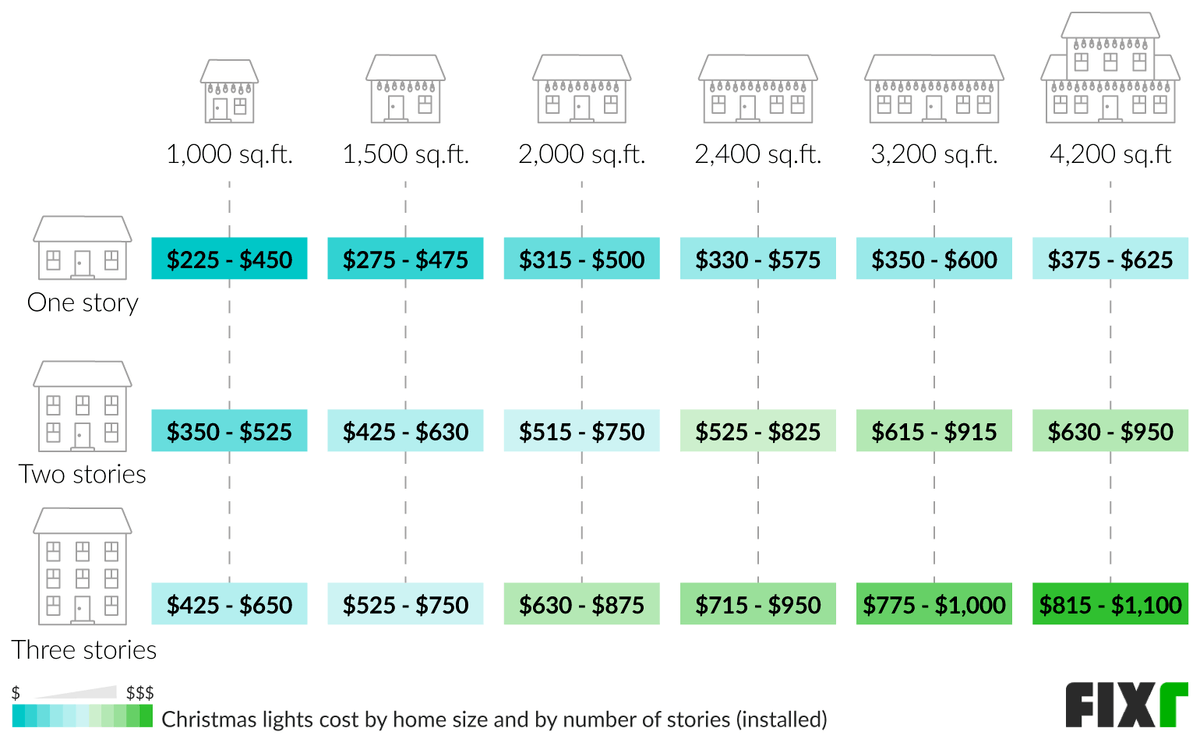 1,000 sq.ft. 1,500 sq.ft. 2,000 sq.ft. 2,400 sq.ft. 3,200 sq.ft. 4,200 sq.ft
$225 - $450 $275 - $475 $315 - $500 $330 - $575 $350 - $600 $375 - $625
One story
$350 - $525 $425 - $630 $515 - $750 $525 - $825 $615 - $915 $630 - $950
Two stories
$425 - $650 $525 - $750 $630 - $875 $715 - $950 $775 - $1,000 $815 - $1,100
Three stories
$ $$$
Christmas lights cost by home size and by number of stories (installed)
FIXr